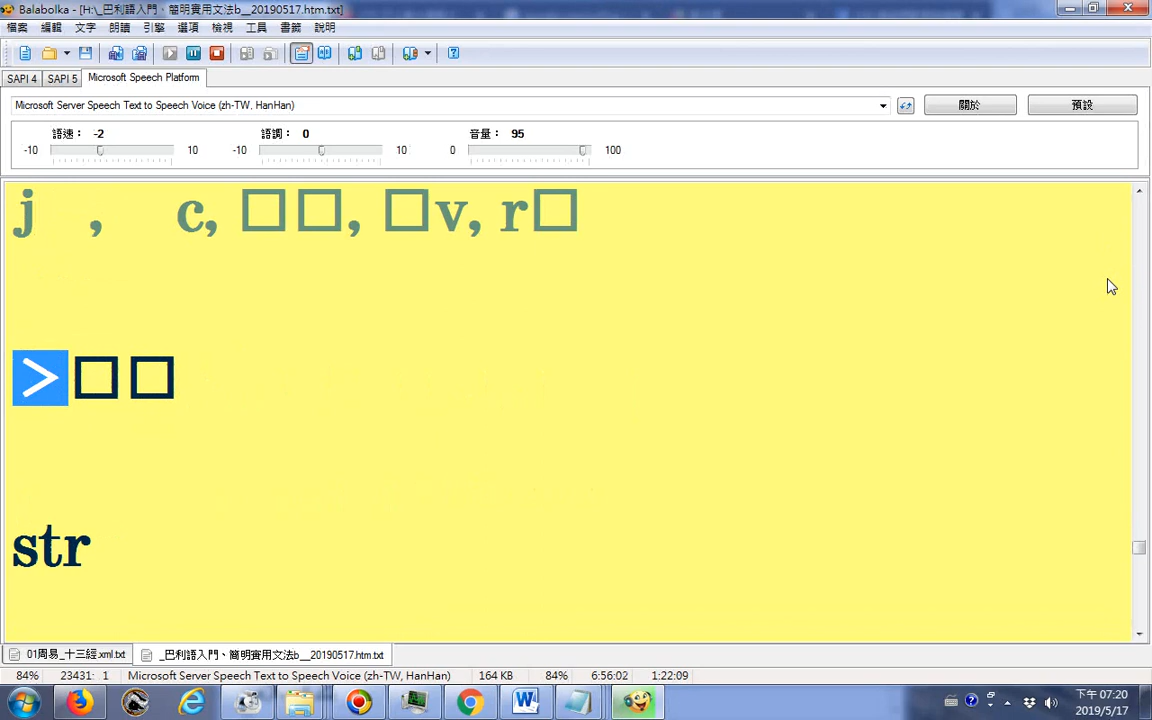 Balabolka - [H:\_巴利語入門、簡明實用文法b__20190517.htm.txt]
檔案 編輯 文字 朗讀 引擎 選項 檢視 工具 書籤 說明
SAPI 4 SAPI 5 Microsoft Speech Platform
Microsoft Server Speech Text to Speech Voice (zh-TW, HanHan) 關於 預設
語速： -2 語調： 0 音量： 95
-10 10 -10 10 0 100
j , c, □□, □v, r□
>□□
str
01周易_十三經.xml.txt _巴利語入門、簡明實用文法b__20190517.htm.txt
84% 23431: 1 Microsoft Server Speech Text to Speech Voice (zh-TW, HanHan) 164 KB 84% 6:56:02 1:22:09
下午 07:20
2019/5/17